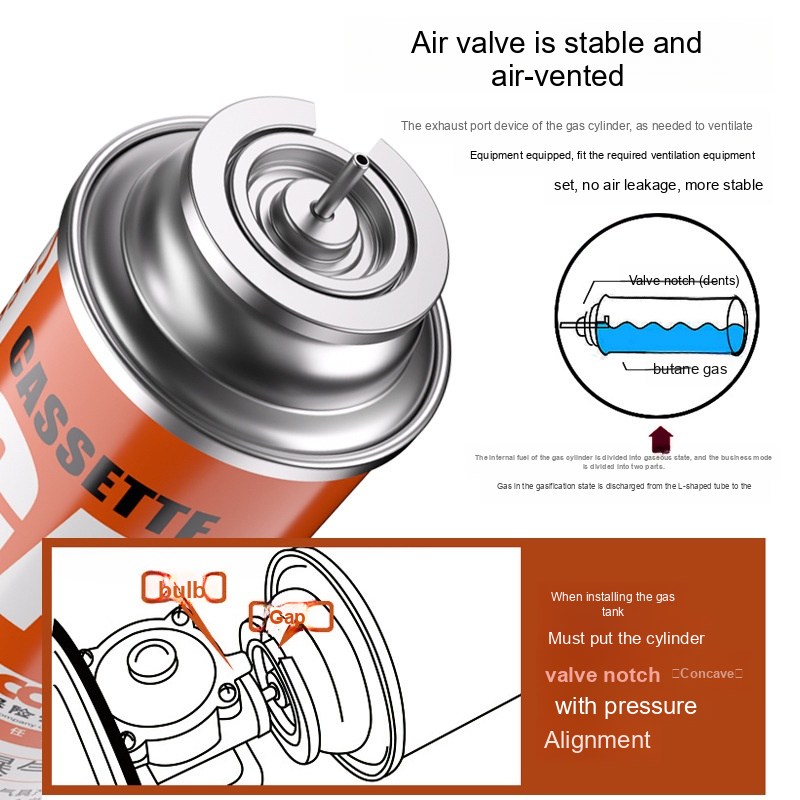 Air valve is stable and
air-vented
The exhaust port device of the gas cylinder, as needed to ventilate
Equipment equipped, fit the required ventilation equipment
set, no air leakage, more stable
Valve notch (dents)
butane gas
The internal fuel of the gas cylinder is divided into gaseous state, and the business mode
is divided into two parts.
Gas in the gasification state is discharged from the L-shaped tube to the
CASSETTE
bulb
Gap
When installing the gas
tank
Must put the cylinder
valve notch Concave
with pressure
Alignment